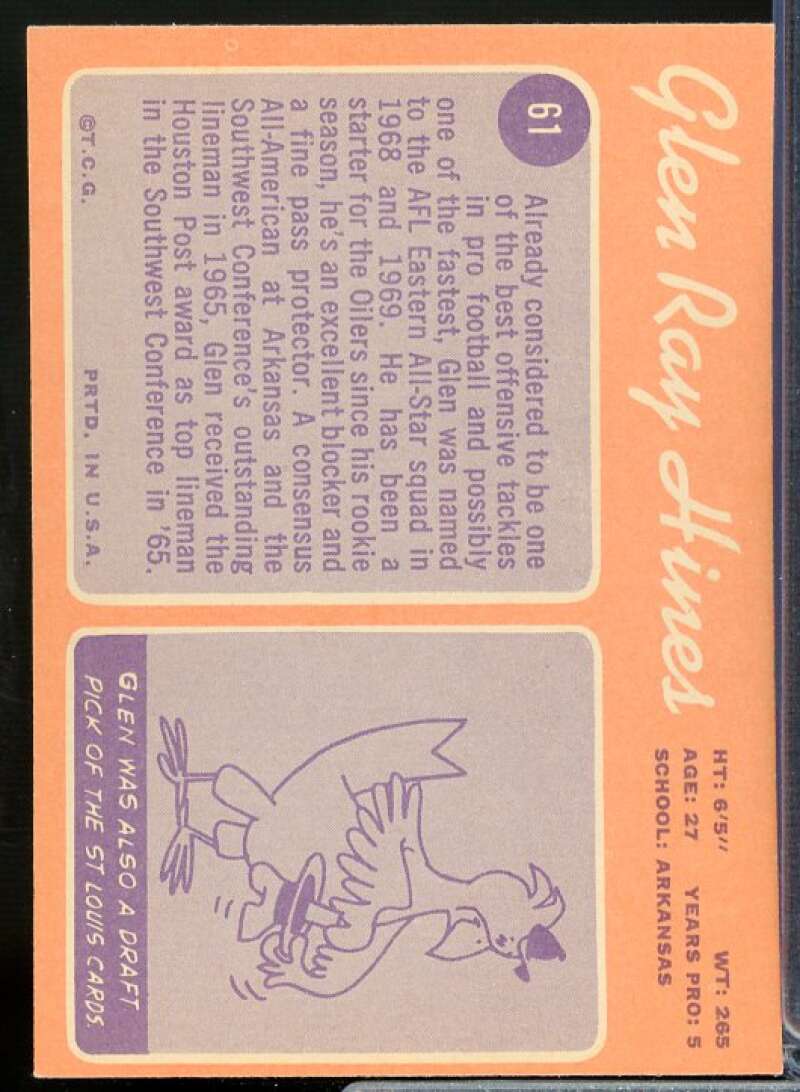 Glen Ray Hines
HT: 6'5" WT: 265
AGE: 27 YEARS PRO: 5
SCHOOL: ARKANSAS
61
Already considered to be one
of the best offensive tackles
in pro football and possibly
one of the fastest, Glen was named
to the AFL Eastern All-Star squad in
1968 and 1969. He has been a
starter for the Oilers since his rookie
season, he's an excellent blocker and
a fine pass protector. A consensus
All-American at Arkansas and the
Southwest Conference's outstanding
lineman in 1965, Glen received the
Houston Post award as top lineman
in the Southwest Conference in '65.
©T.C.G. PRTD. IN U.S.A.
GLEN WAS ALSO A DRAFT
PICK OF THE ST LOUIS CARDS.